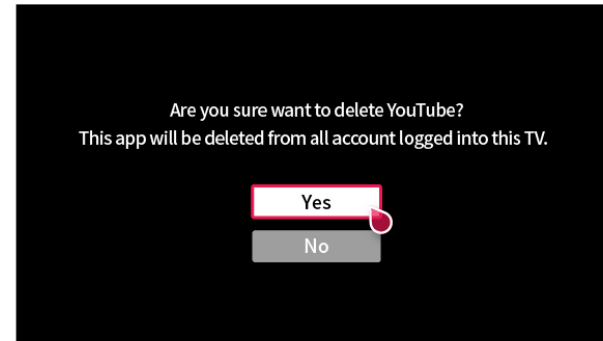 Are you sure want to delete YouTube?
This app will be deleted from all account logged into this TV.
Yes
No